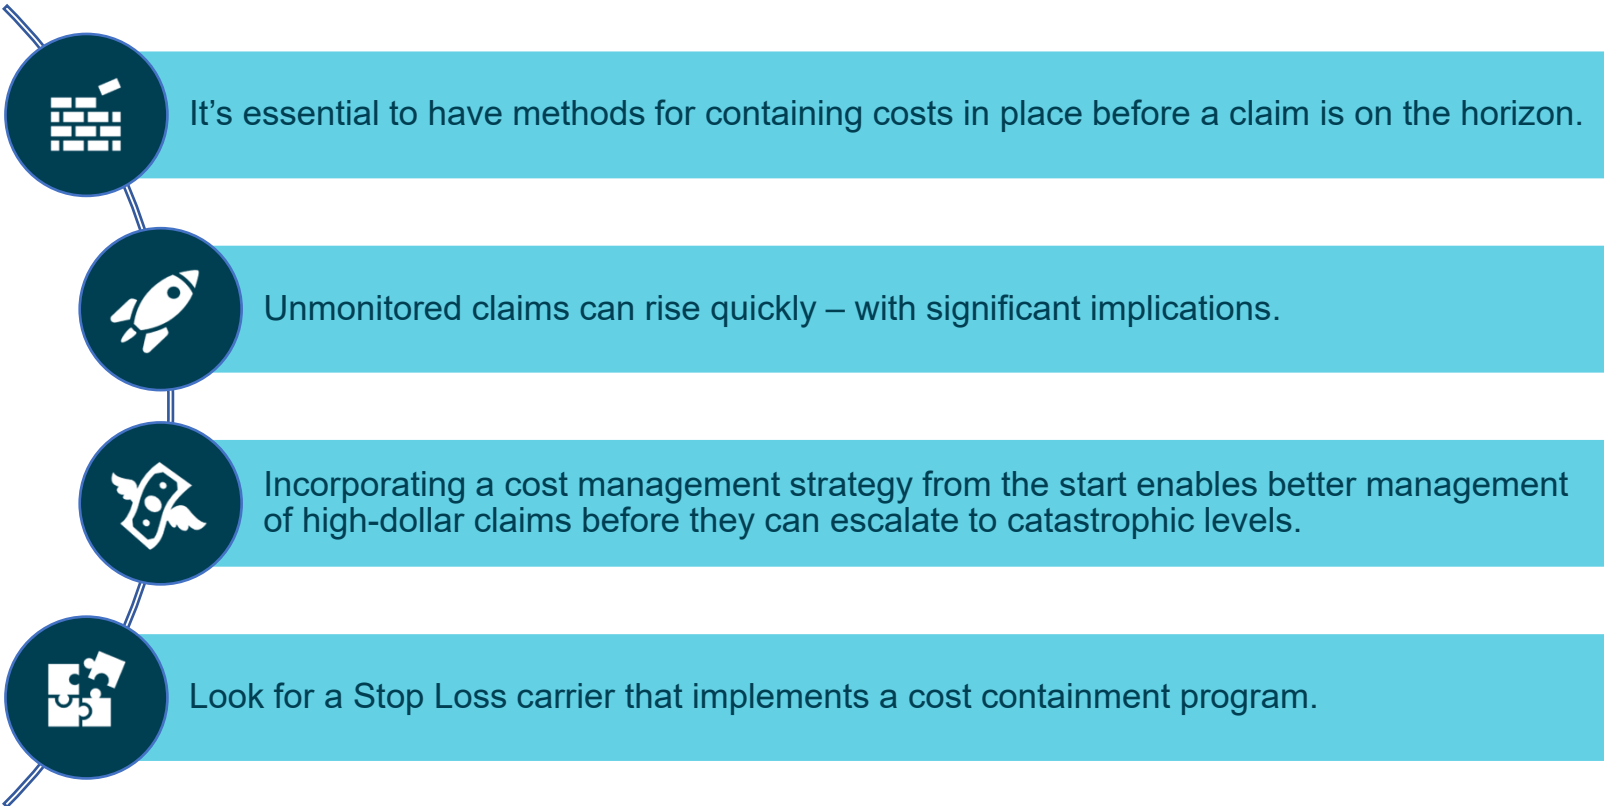 It’s essential to have methods for containing costs in place before a claim is on the horizon.
Unmonitored claims can rise quickly – with significant implications.
Incorporating a cost management strategy from the start enables better management
of high-dollar claims before they can escalate to catastrophic levels.
Look for a Stop Loss carrier that implements a cost containment program.